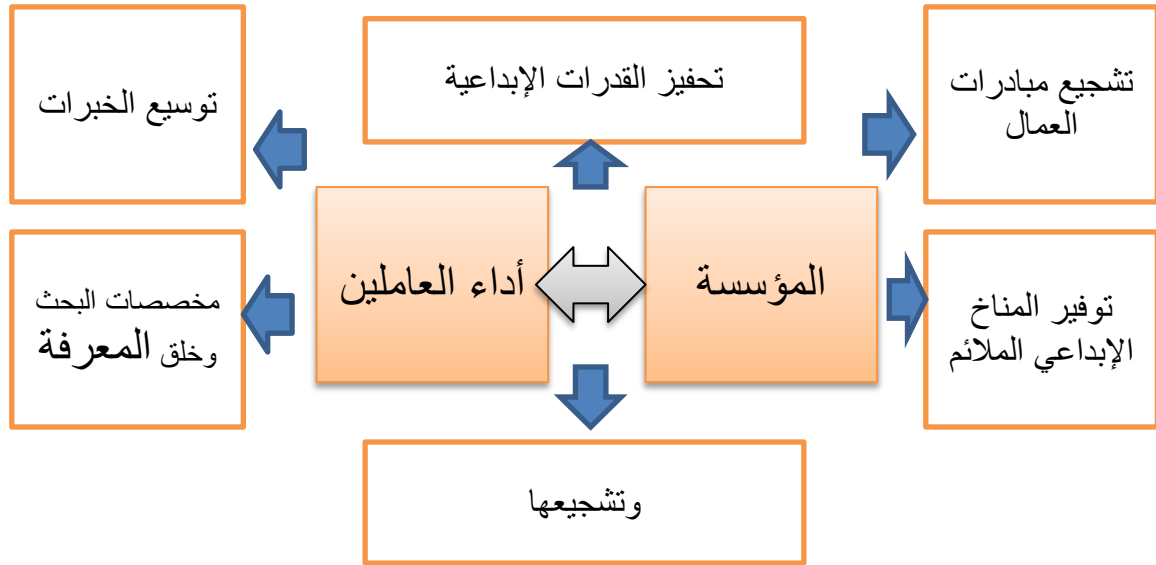 تحفيز القدرات الإبداعية
تشجيع مبادرات
العمال
توسيع الخبرات
المؤسسة
أداء العاملين
توفير المناخ
الإبداعي الملائم
مخصصات البحث
وخلق المعرفة
وتشجيعها